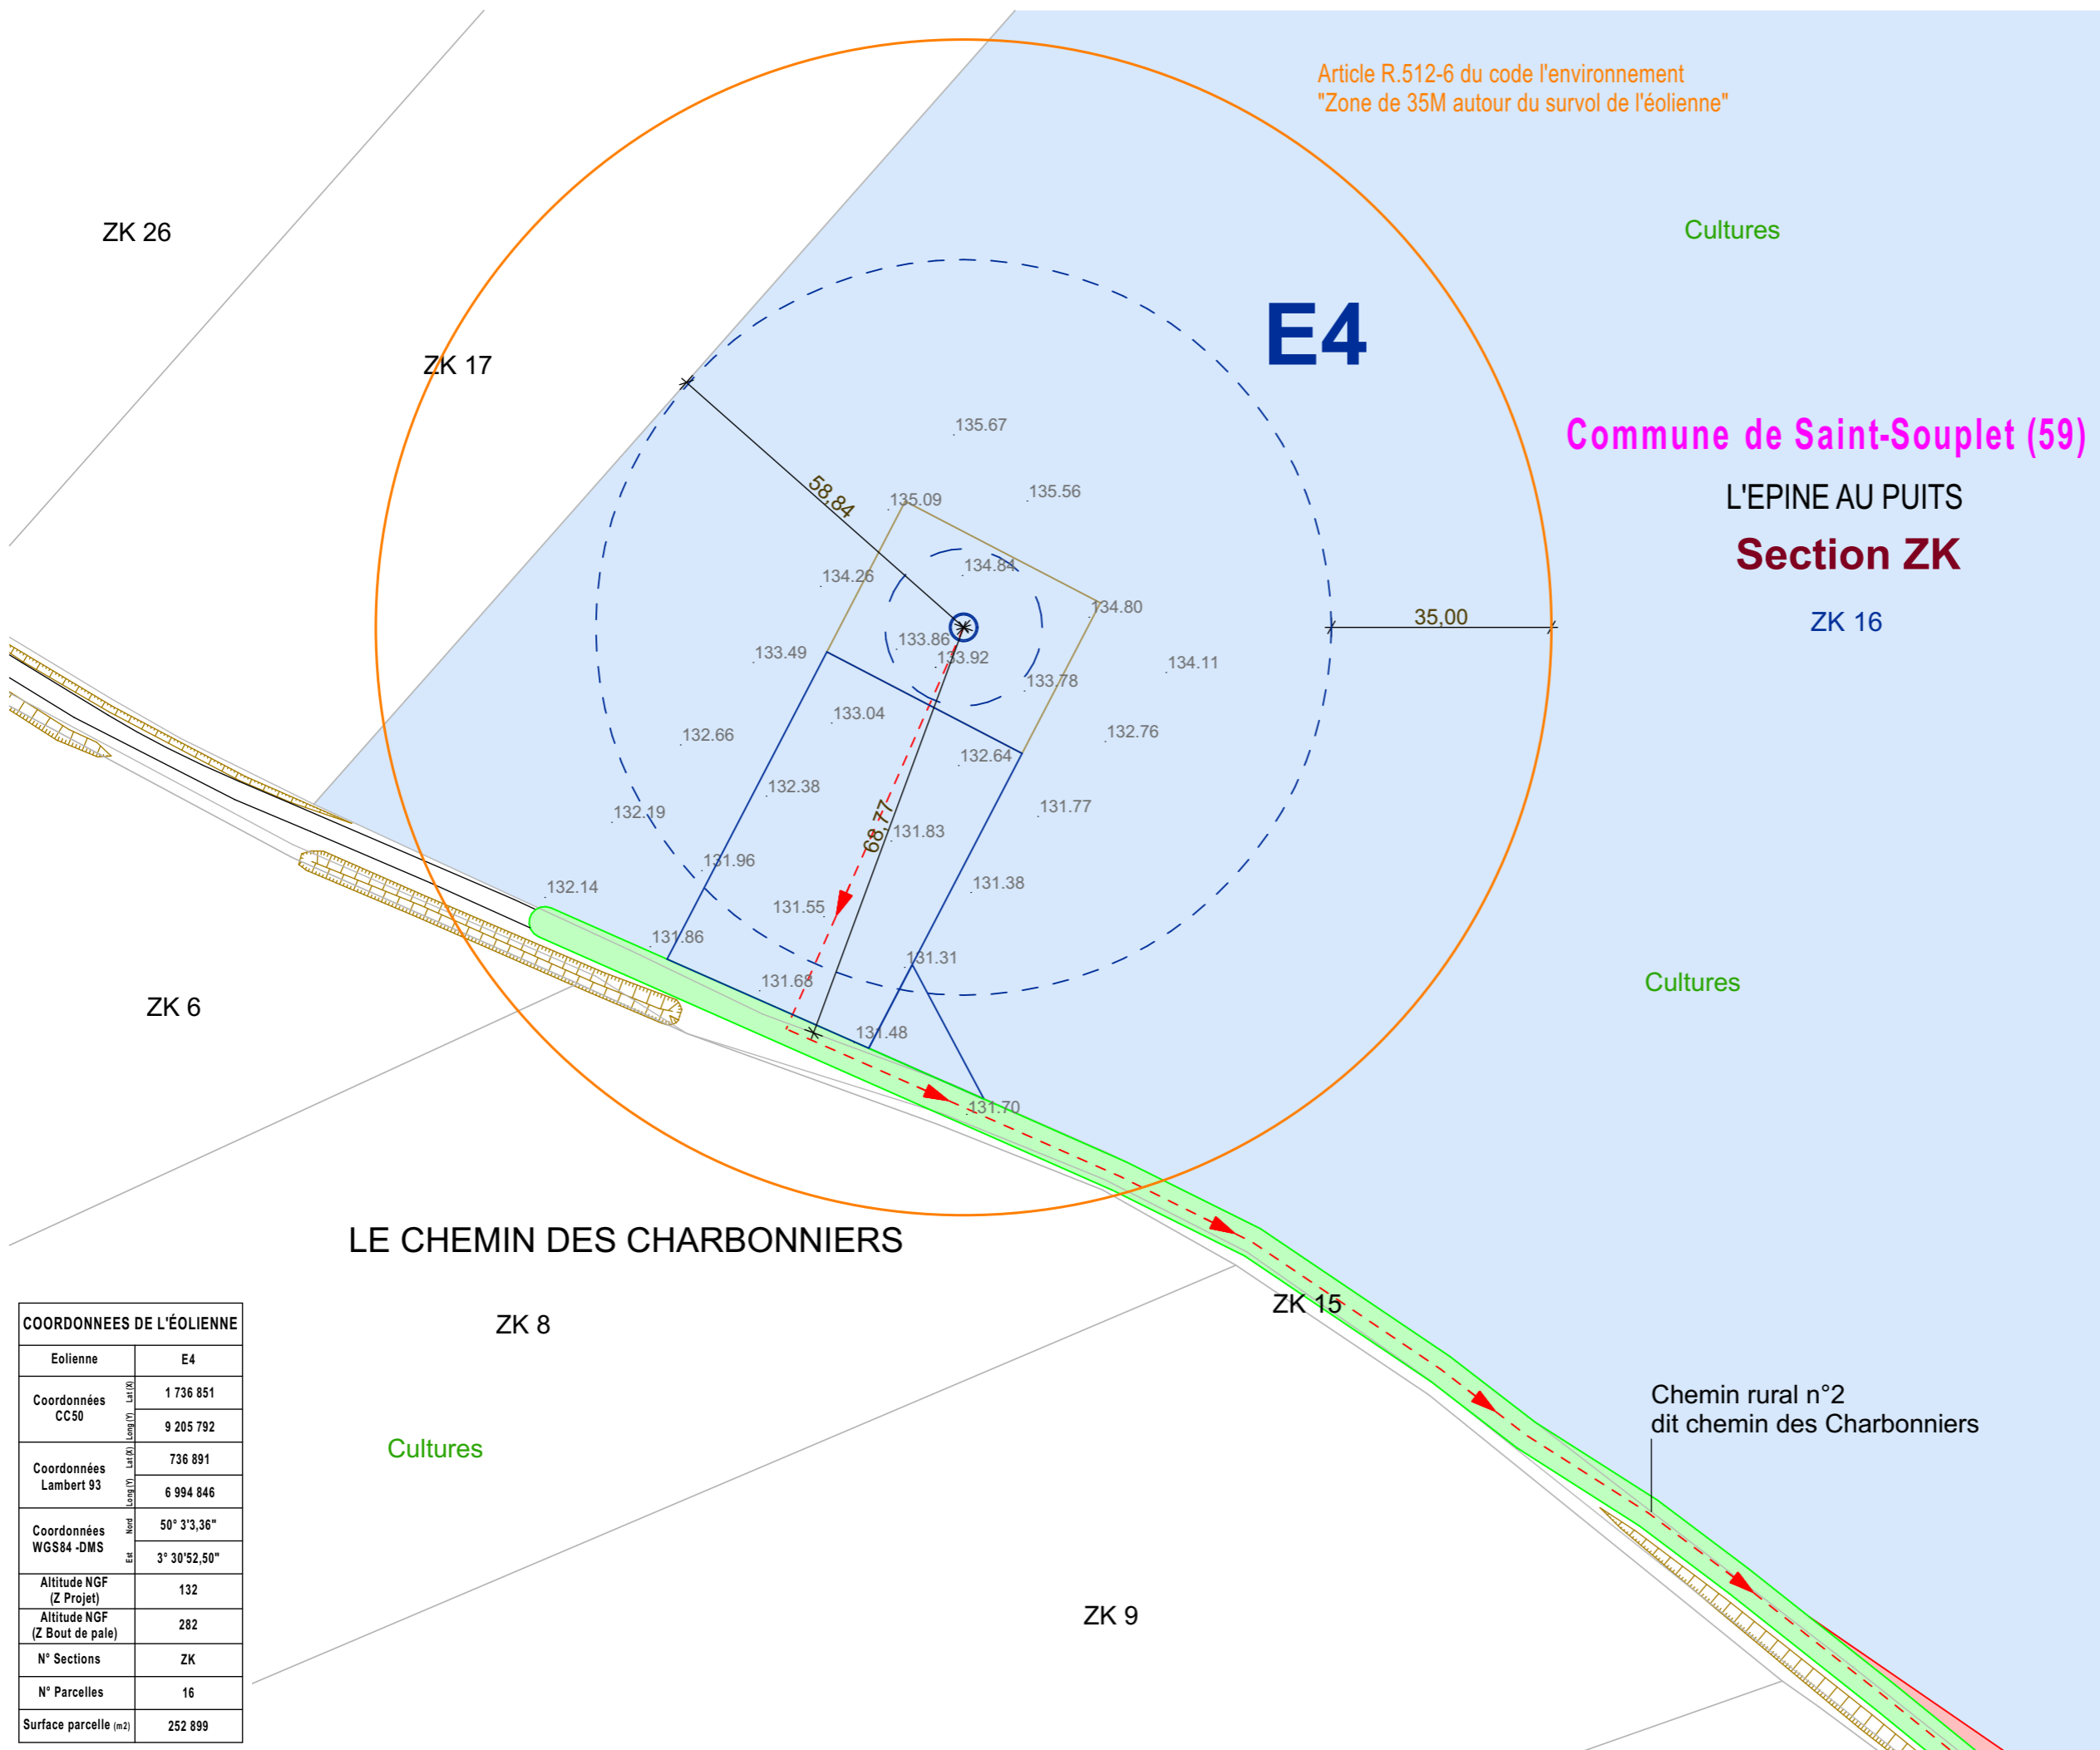 Article R.512-6 du code l'environnement
"Zone de 35M autour du survol de l'éolienne"
ZK 26
Cultures
E4
ZK 17
135.67
Commune de Saint-Souplet (59)
58,84
135.09
135.56
L'EPINE AU PUITS
Section ZK
134.26
134.84
134.80
35,00
ZK 16
133.49
133.86
133.92
134.11
133.78
133.04
132.66
132.76
132.64
132.38
132.19
131.77
68,77
131.83
131.96
132.14
131.38
131.55
131.86
131.31
131.68
Cultures
ZK 6
131.48
131.70
LE CHEMIN DES CHARBONNIERS
ZK 15
ZK 8
Chemin rural n°2
dit chemin des Charbonniers
Cultures
ZK 9
COORDONNEES DE L'ÉOLIENNE
Eolienne E4
Coordonnées CC50
Lat (X) 1 736 851
Long (Y) 9 205 792
Coordonnées Lambert 93
Lat (X) 736 891
Long (Y) 6 994 846
Coordonnées WGS84 -DMS
Nord 50° 3'3,36"
Est 3° 30'52,50"
Altitude NGF (Z Projet) 132
Altitude NGF (Z Bout de pale) 282
N° Sections ZK
N° Parcelles 16
Surface parcelle (m2) 252 899